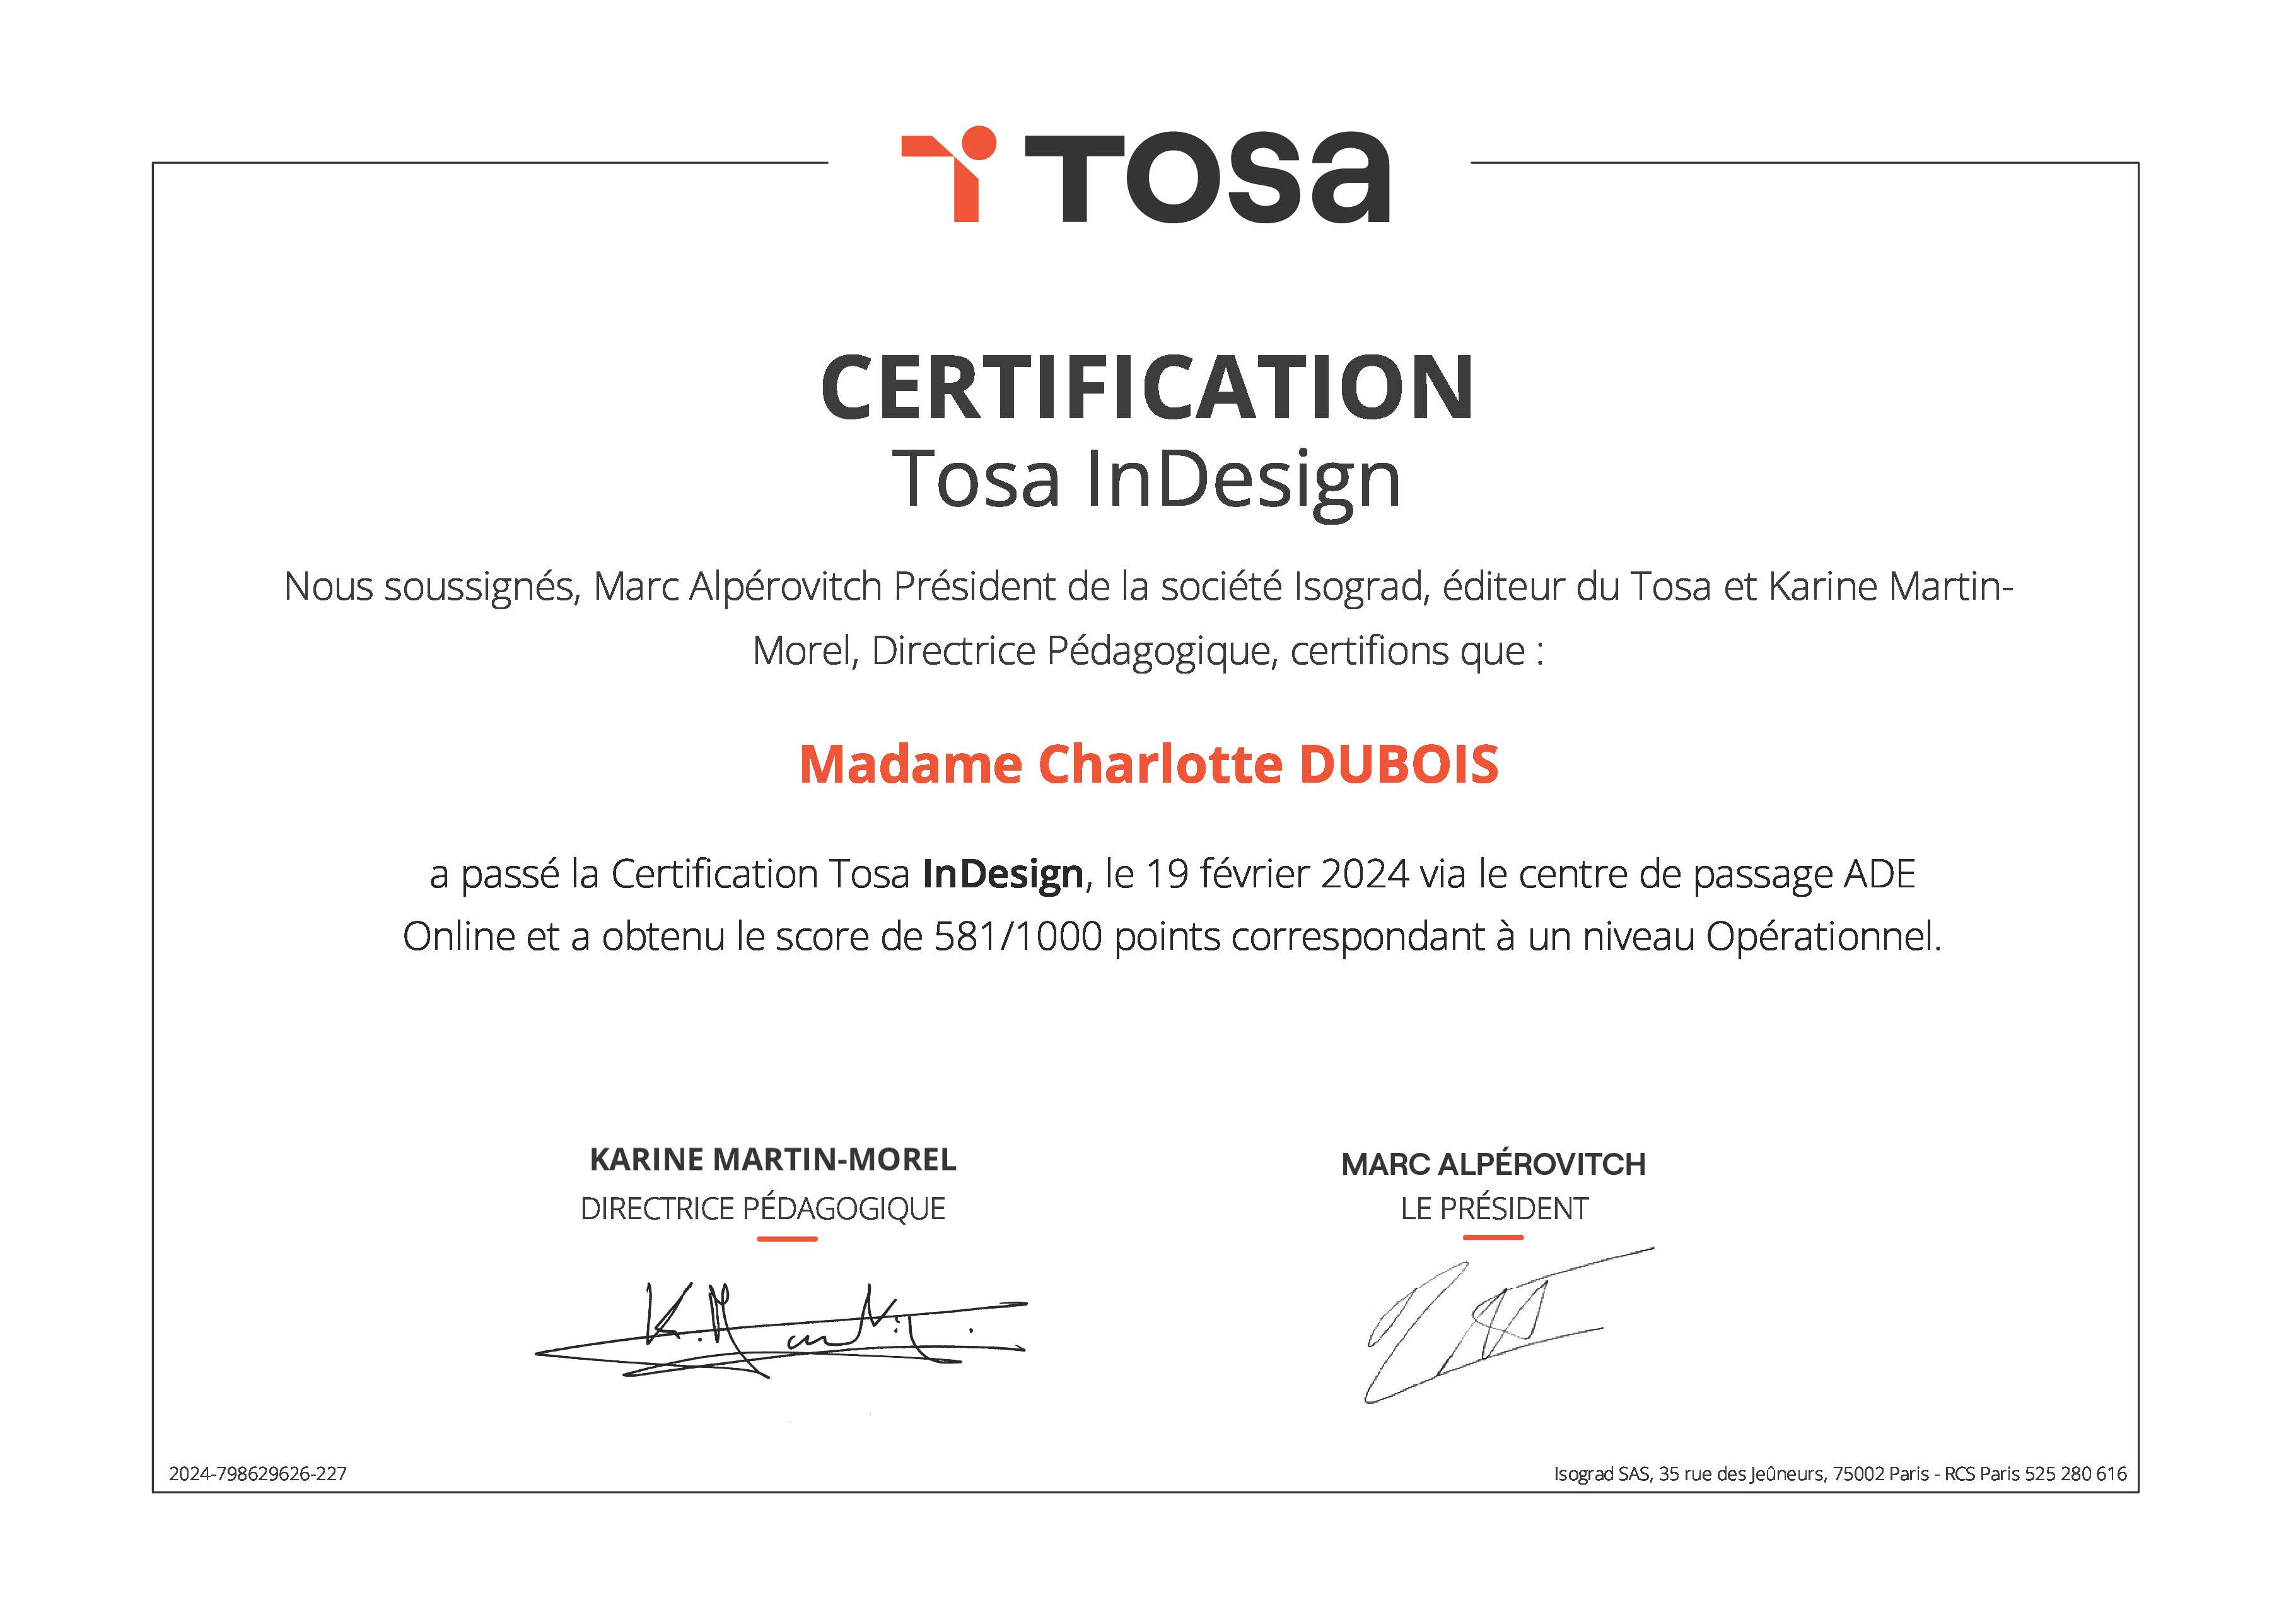 Tosa
CERTIFICATION
Tosa InDesign
Nous soussignés, Marc Alpérovitch Président de la société Isograd, éditeur du Tosa et Karine Martin-
Morel, Directrice Pédagogique, certifions que :
Madame Charlotte DUBOIS
a passé la Certification Tosa InDesign, le 19 février 2024 via le centre de passage ADE
Online et a obtenu le score de 581/1000 points correspondant à un niveau Opérationnel.
KARINE MARTIN-MOREL
DIRECTRICE PÉDAGOGIQUE
MARC ALPÉROVITCH
LE PRÉSIDENT
2024-798629626-227
Isograd SAS, 35 rue des Jeûneurs, 75002 Paris - RCS Paris 525 280 616